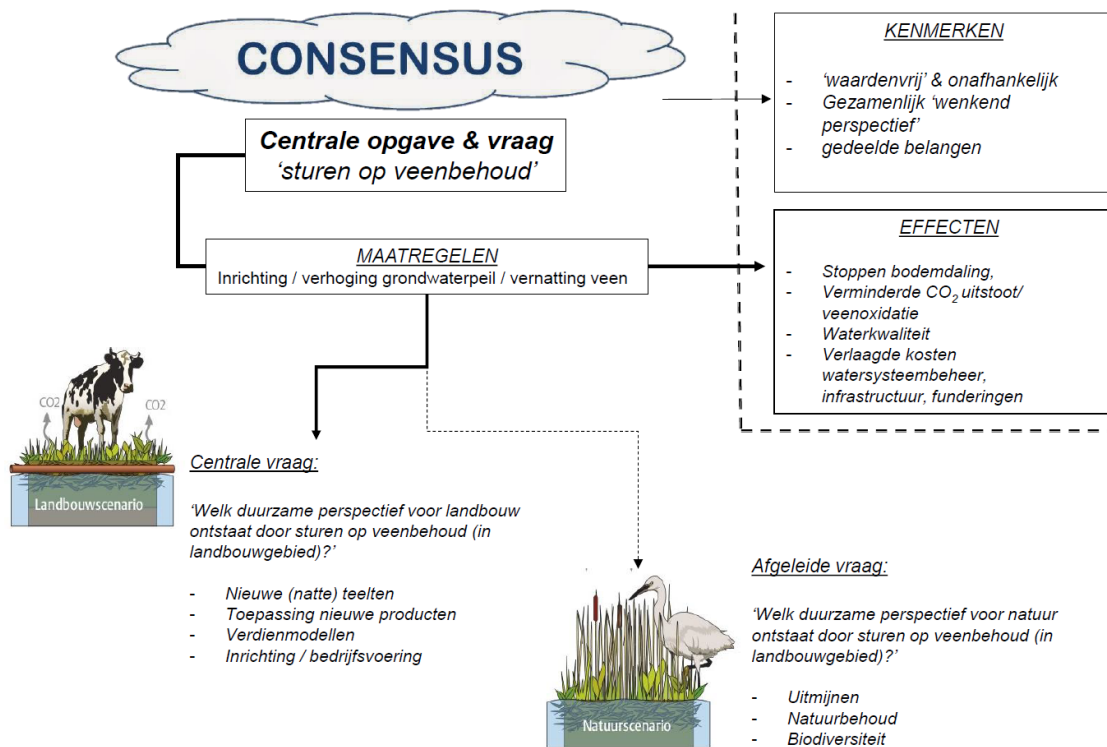 CONSENSUS
Centrale opgave & vraag
'sturen op veenbehoud'
KENMERKEN
- 'waardenvrij' & onafhankelijk
- Gezamenlijk 'wenkend
perspectief'
- gedeelde belangen
MAATREGELEN
Inrichting / verhoging grondwaterpeil / vernatting veen
EFFECTEN
- Stoppen bodemdaling,
- Verminderde CO2 uitstoot/
veenoxidatie
- Waterkwaliteit
- Verlaagde kosten
watersysteembeheer,
infrastructuur, funderingen
CO2
CO2
Landbouwscenario
Centrale vraag:
'Welk duurzame perspectief voor landbouw
ontstaat door sturen op veenbehoud (in
landbouwgebied)?'
- Nieuwe (natte) teelten
- Toepassing nieuwe producten
- Verdienmodellen
- Inrichting / bedrijfsvoering
Natuurscenario
Afgeleide vraag:
'Welk duurzame perspectief voor natuur
ontstaat door sturen op veenbehoud (in
landbouwgebied)?'
- Uitmijnen
- Natuurbehoud
- Biodiversiteit